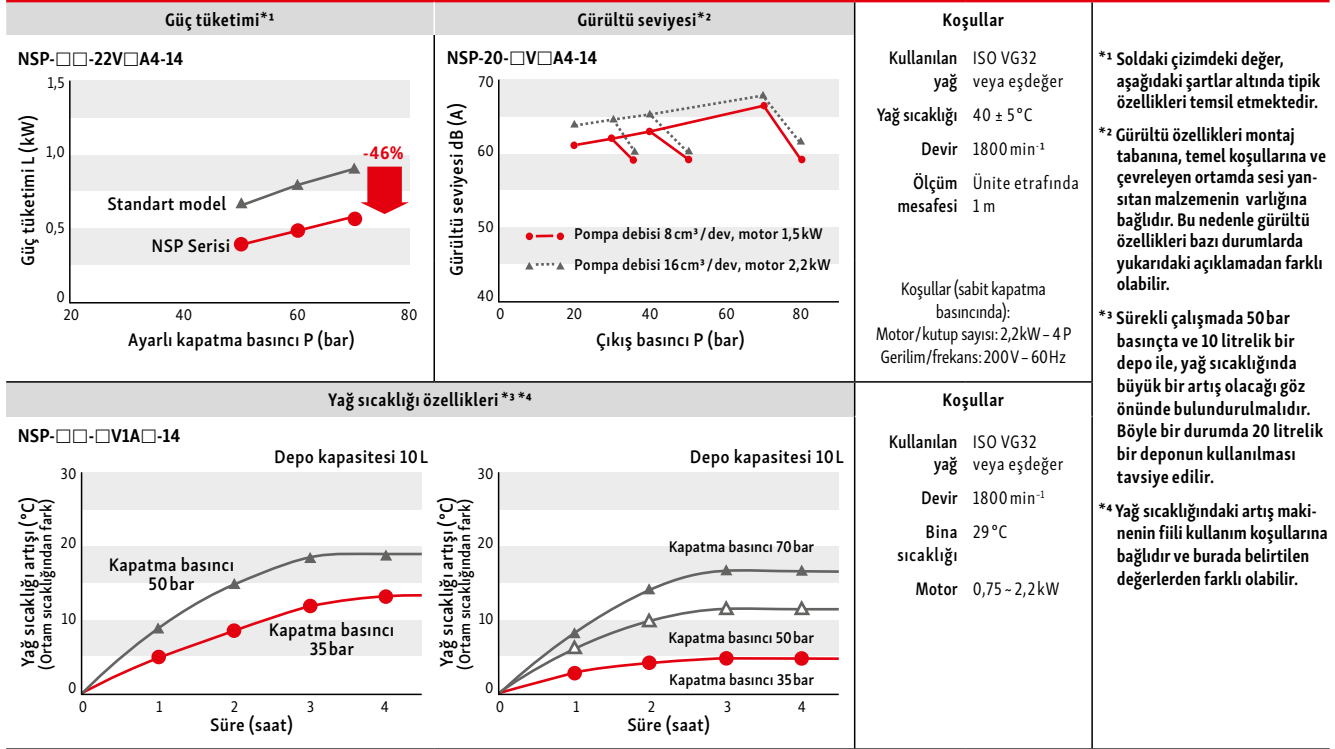 Güç tüketimi*¹
NSP-□□-22V□A4-14
Güç tüketimi L (kW)
1,5
1,0
0,5
0
-46%
Standart model
NSP Serisi
20 40 60 80
Ayarlı kapatma basıncı P (bar)
Gürültü seviyesi*²
NSP-20-□V□A4-14
Gürültü seviyesi dB (A)
70
60
50
40
Pompa debisi 8 cm³ / dev, motor 1,5 kW
Pompa debisi 16 cm³ / dev, motor 2,2 kW
0 20 40 60 80
Çıkış basıncı P (bar)
Koşullar
Kullanılan yağ ISO VG32 veya eşdeğer
Yağ sıcaklığı 40 ± 5 °C
Devir 1800 min⁻¹
Ölçüm mesafesi Ünite etrafında 1 m
Koşullar (sabit kapatma
basıncında):
Motor / kutup sayısı: 2,2 kW – 4 P
Gerilim / frekans: 200 V – 60 Hz
*¹ Soldaki çizimdeki değer,
aşağıdaki şartlar altında tipik
özellikleri temsil etmektedir.
*² Gürültü özellikleri montaj
tabanına, temel koşullarına ve
çevreleyen ortamda sesi yan-
sıtan malzemenin varlığına
bağlıdır. Bu nedenle gürültü
özellikleri bazı durumlarda
yukarıdaki açıklamadan farklı
olabilir.
*³ Sürekli çalışmada 50 bar
basınçta ve 10 litrelik bir
depo ile, yağ sıcaklığında
büyük bir artış olacağı göz
önünde bulundurulmalıdır.
Böyle bir durumda 20 litrelik
bir deponun kullanılması
tavsiye edilir.
*⁴ Yağ sıcaklığındaki artış maki-
nenin fiili kullanım koşullarına
bağlıdır ve burada belirtilen
değerlerden farklı olabilir.
Yağ sıcaklığı özellikleri *³ *⁴
NSP-□□-□V1A□-14
Depo kapasitesi 10 L
Yağ sıcaklığı artışı (°C)
(Ortam sıcaklığından fark)
30
20
10
0
Kapatma basıncı
50 bar
Kapatma basıncı
35 bar
0 1 2 3 4
Süre (saat)
Depo kapasitesi 10 L
Yağ sıcaklığı artışı (°C)
(Ortam sıcaklığından fark)
30
20
10
0
Kapatma basıncı 70 bar
Kapatma basıncı 50 bar
Kapatma basıncı 35 bar
0 1 2 3 4
Süre (saat)
Koşullar
Kullanılan yağ ISO VG32 veya eşdeğer
Devir 1800 min⁻¹
Bina sıcaklığı 29 °C
Motor 0,75 ~ 2,2 kW